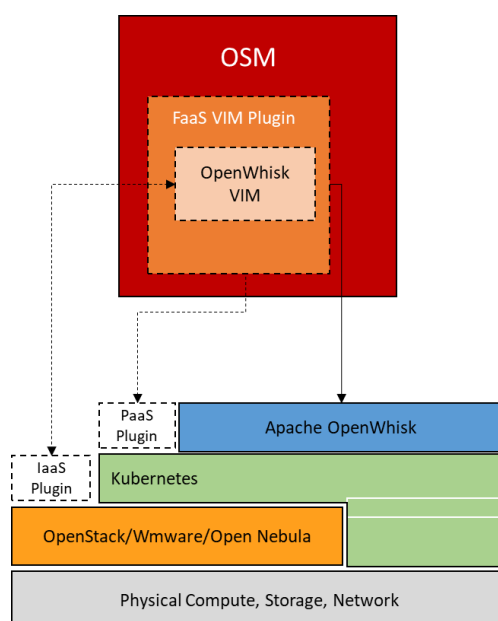 OSM
FaaS VIM Plugin
OpenWhisk
VIM
PaaS
Plugin
Apache OpenWhisk
IaaS
Plugin
Kubernetes
OpenStack/Wmware/Open Nebula
Physical Compute, Storage, Network